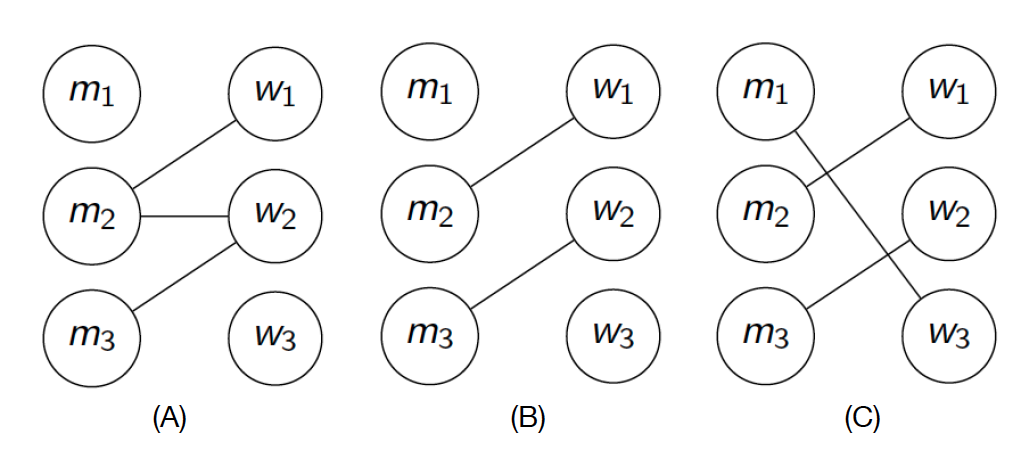 m₁ w₁ m₁ w₁ m₁ w₁
m₂ w₂ m₂ w₂ m₂ w₂
m₃ w₃ m₃ w₃ m₃ w₃
(A) (B) (C)